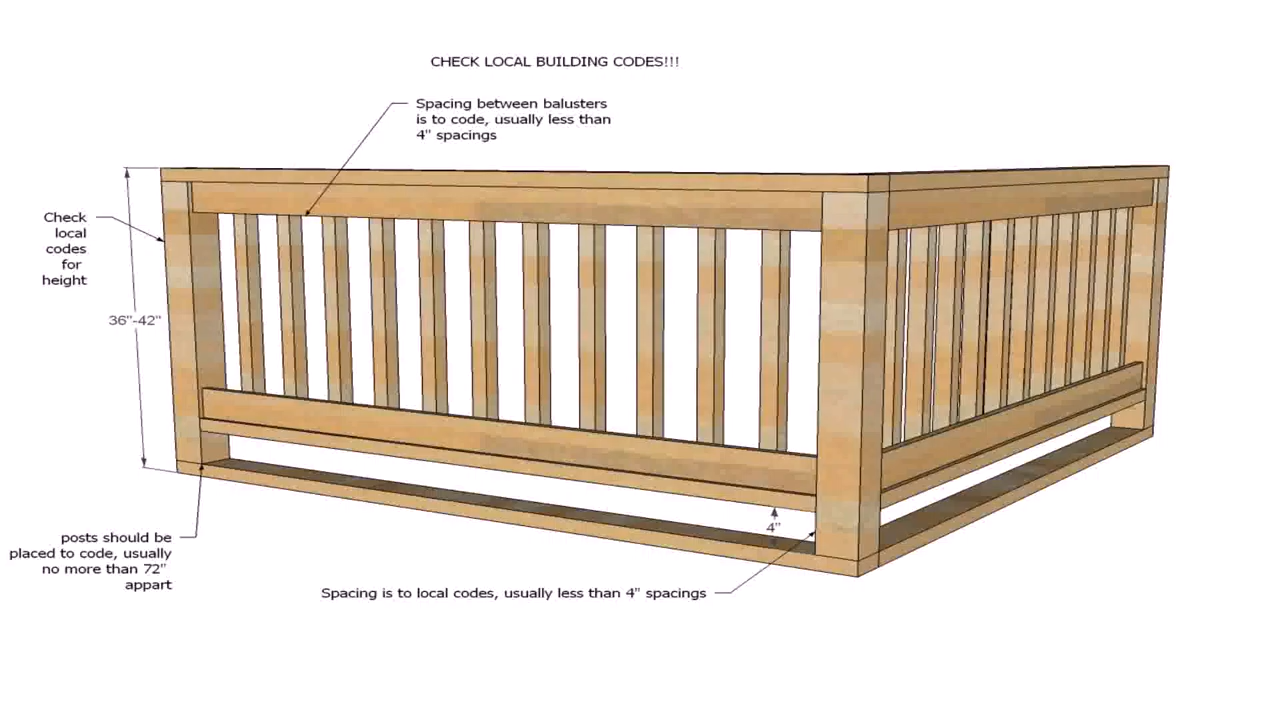 CHECK LOCAL BUILDING CODES!!!
Spacing between balusters
is to code, usually less than
4" spacings
Check
local
codes
for
height
36"-42"
4"
posts should be
placed to code, usually
no more than 72"
appart
Spacing is to local codes, usually less than 4" spacings